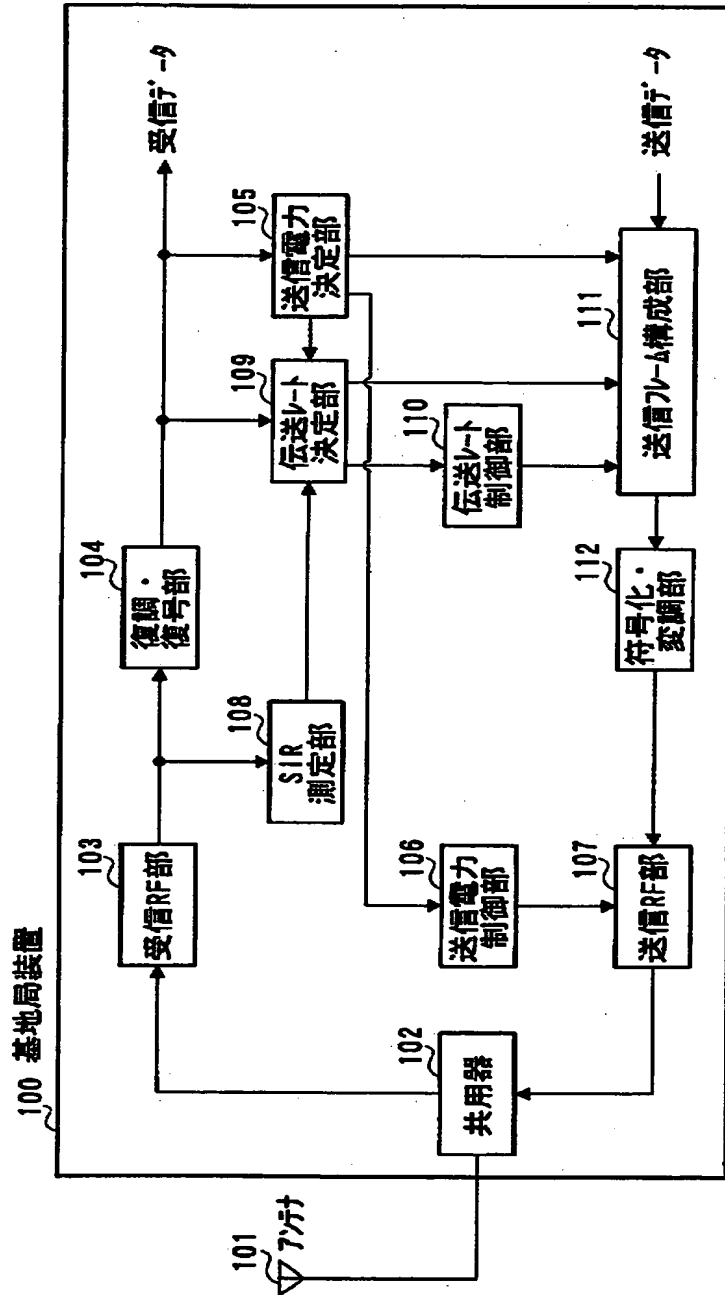 100 基地局装置
101
アンテナ
102
共用器
103
受信RF部
104
復調・
復号部
受信データ
105
送信電力
決定部
109
伝送レート
決定部
108
SIR
測定部
110
伝送レート
制御部
106
送信電力
制御部
107
送信RF部
112
符号化・
変調部
111
送信フレーム構成部
送信データ